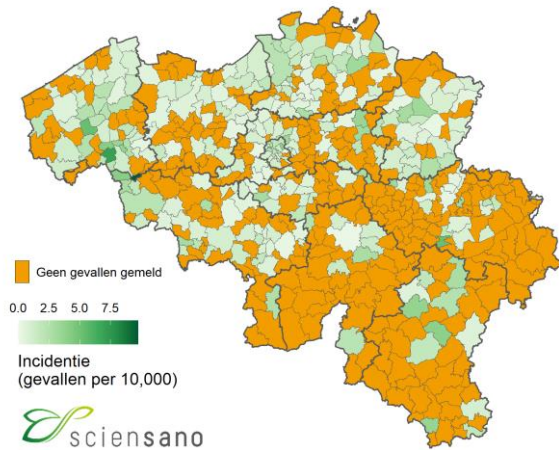 Geen gevallen gemeld
0.0 2.5 5.0 7.5
Incidentie
(gevallen per 10,000)
sciensano